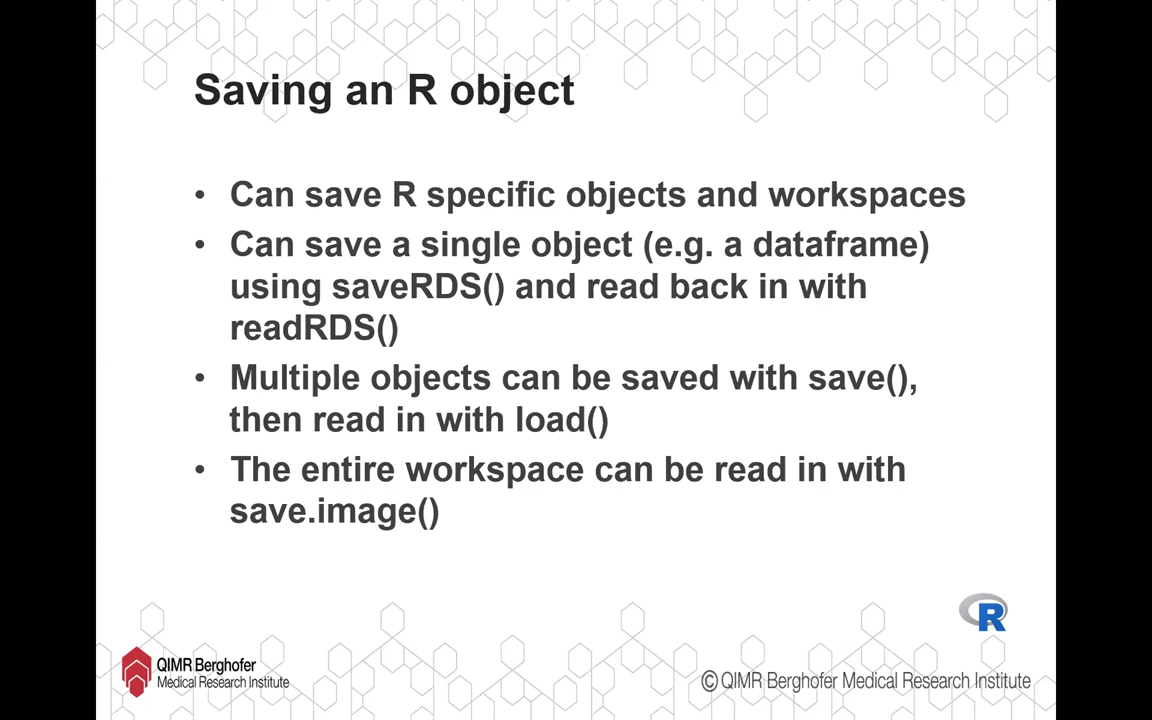 Saving an R object
• Can save R specific objects and workspaces
• Can save a single object (e.g. a dataframe)
using saveRDS() and read back in with
readRDS()
• Multiple objects can be saved with save(),
then read in with load()
• The entire workspace can be read in with
save.image()
R
QIMR Berghofer
Medical Research Institute
© QIMR Berghofer Medical Research Institute